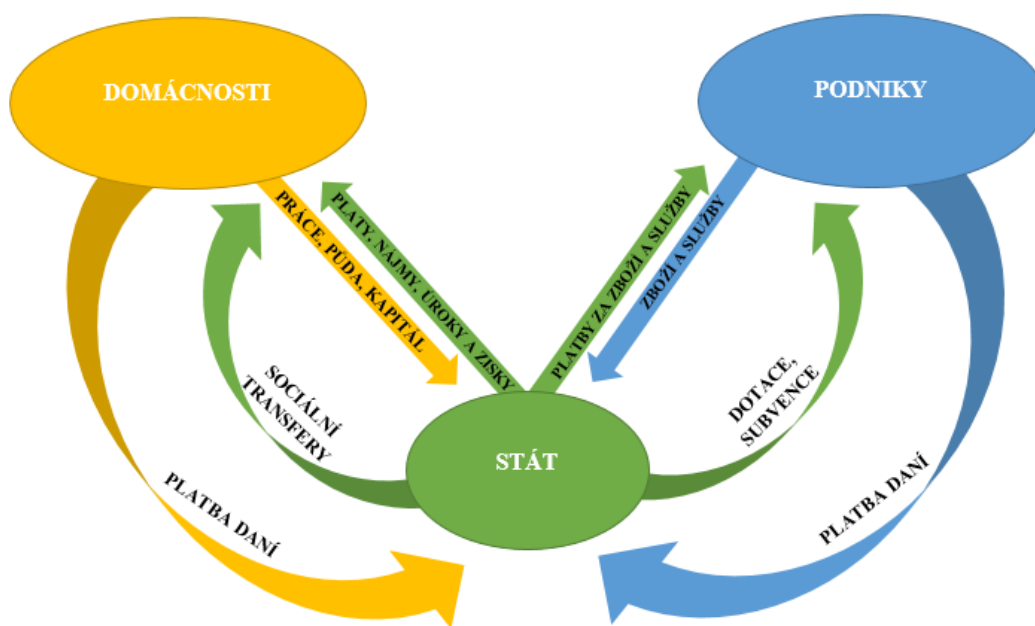 DOMÁCNOSTI
PODNIKY
PRÁCE, PŮDA, KAPITÁL
PLATY, NÁJMY, ÚROKY A ZISKY
PLATBY ZA ZBOŽÍ A SLUŽBY
ZBOŽÍ A SLUŽBY
SOCIÁLNÍ
TRANSFERY
DOTACE,
SUBVENCE
STÁT
PLATBA DANÍ
PLATBA DANÍ